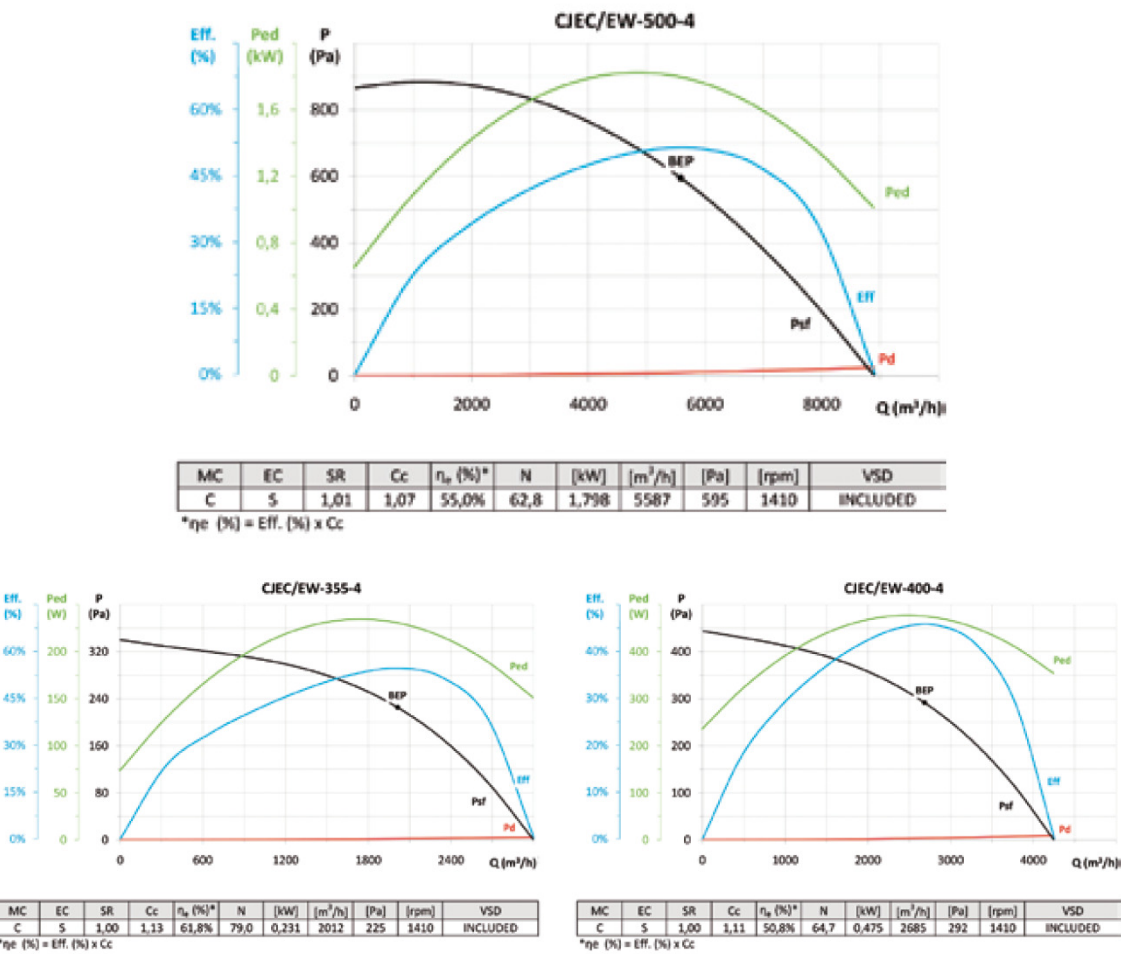 CJEC/EW-500-4
Eff. Ped P
(%) (kW) (Pa)
60% 1,6 800
45% 1,2 600
30% 0,8 400
15% 0,4 200
0% 0 0
BEP
Ped
Eff
Psf
Pd
0 2000 4000 6000 8000 Q (m³/h)
MC EC SR Cc ηe (%)* N [kW] [m³/h] [Pa] [rpm] VSD
C S 1,01 1,07 55,0% 62,8 1,798 5587 595 1410 INCLUDED
*ηe (%) = Eff. (%) x Cc
CJEC/EW-355-4
Eff. Ped P
(%) (W) (Pa)
60% 200 320
45% 150 240
30% 100 160
15% 50 80
0% 0 0
Ped
BEP
Eff
Psf
Pd
0 600 1200 1800 2400 Q (m³/h)
MC EC SR Cc ηe (%)* N [kW] [m³/h] [Pa] [rpm] VSD
C S 1,00 1,13 61,8% 79,0 0,231 2012 225 1410 INCLUDED
*ηe (%) = Eff. (%) x Cc
CJEC/EW-400-4
Eff. Ped P
(%) (W) (Pa)
40% 400 400
30% 300 300
20% 200 200
10% 100 100
0% 0 0
Ped
BEP
Eff
Psf
Pd
0 1000 2000 3000 4000 Q (m³/h)
MC EC SR Cc ηe (%)* N [kW] [m³/h] [Pa] [rpm] VSD
C S 1,00 1,11 50,8% 64,7 0,475 2685 292 1410 INCLUDED
*ηe (%) = Eff. (%) x Cc